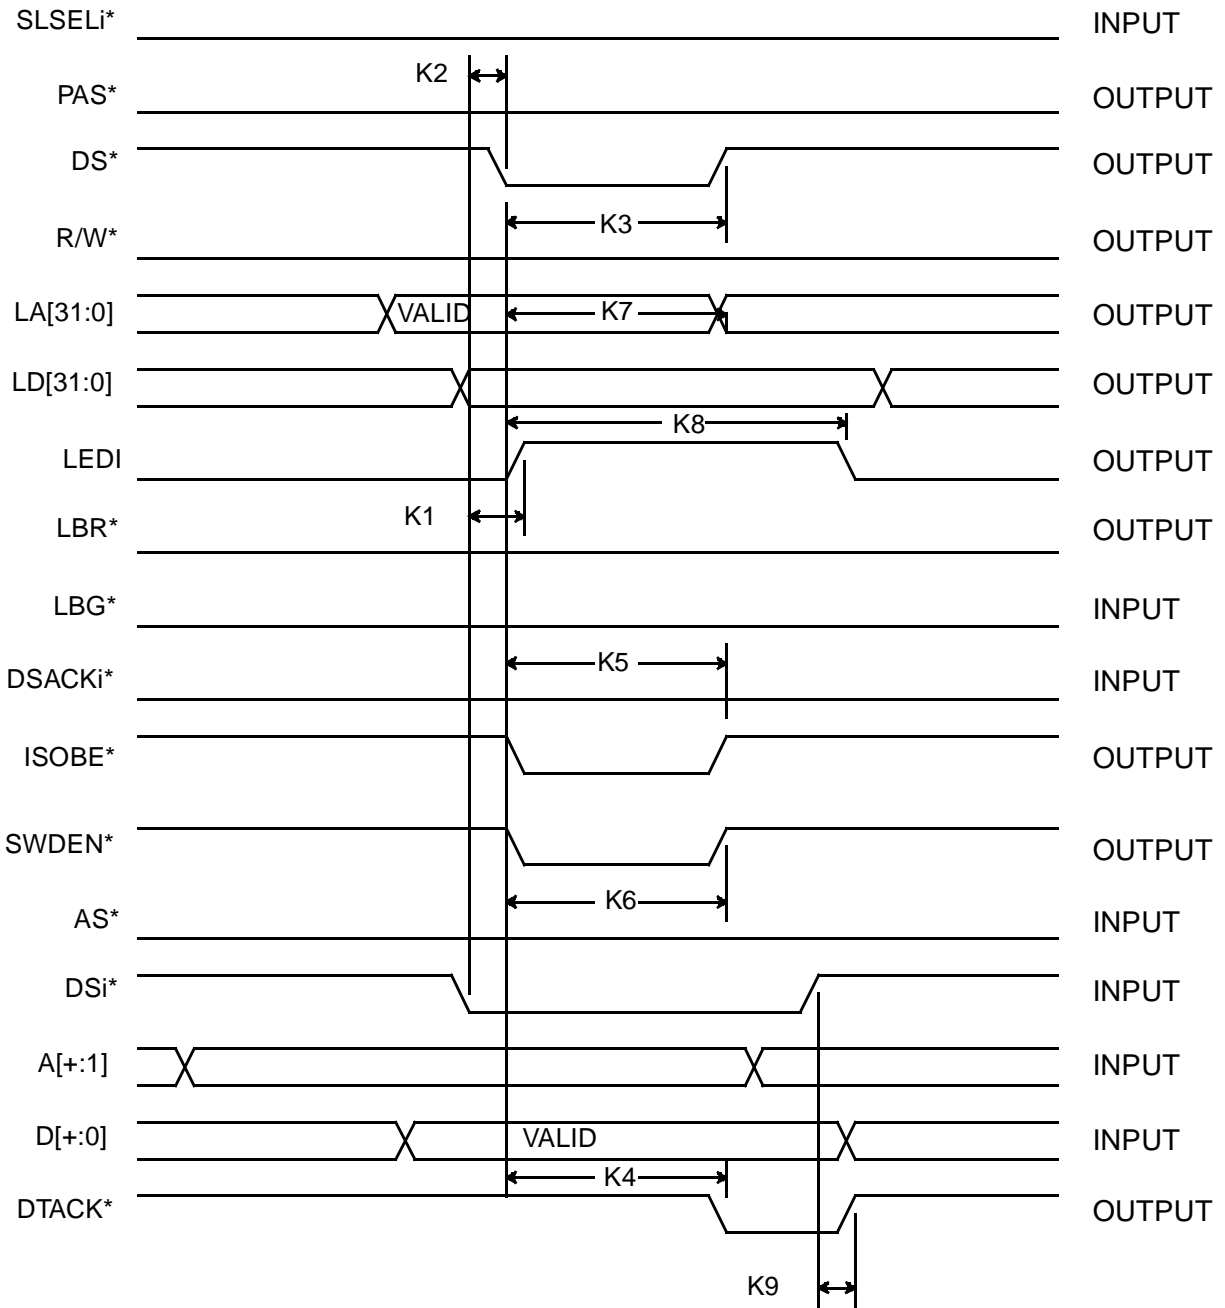 SLSELi* INPUT
K2
PAS* OUTPUT
DS* OUTPUT
K3
R/W* OUTPUT
LA[31:0] VALID K7 OUTPUT
LD[31:0] OUTPUT
K8
LEDI OUTPUT
K1
LBR* OUTPUT
LBG* INPUT
K5
DSACKi* INPUT
ISOBE* OUTPUT
SWDEN* OUTPUT
K6
AS* INPUT
DSi* INPUT
A[+:1] INPUT
D[+:0] VALID INPUT
K4
DTACK* OUTPUT
K9